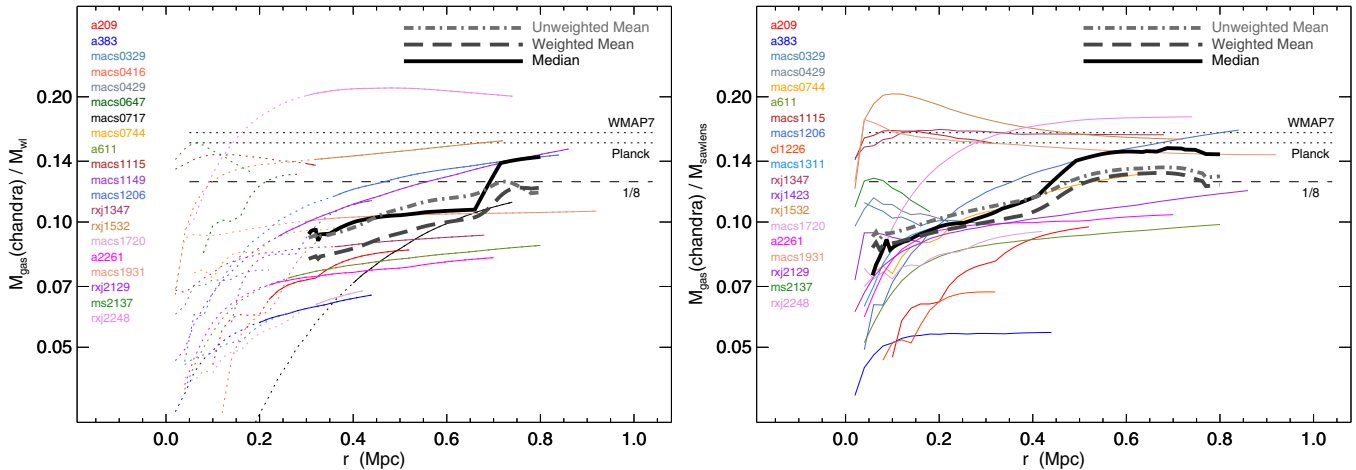 a209
a383
macs0329
macs0416
macs0429
macs0647
macs0717
macs0744
a611
macs1115
macs1149
macs1206
rxj1347
rxj1532
macs1720
a2261
macs1931
rxj2129
ms2137
rxj2248
Unweighted Mean
Weighted Mean
Median
WMAP7
Planck
1/8
0.20
0.14
0.10
0.07
0.05
M_gas(chandra) / M_wl
0.0 0.2 0.4 0.6 0.8 1.0
r (Mpc)
a209
a383
macs0329
macs0429
macs0744
a611
macs1115
macs1206
cl1226
macs1311
rxj1347
rxj1423
rxj1532
macs1720
a2261
macs1931
rxj2129
ms2137
rxj2248
Unweighted Mean
Weighted Mean
Median
WMAP7
Planck
1/8
0.20
0.14
0.10
0.07
0.05
M_gas(chandra) / M_sawlens
0.0 0.2 0.4 0.6 0.8 1.0
r (Mpc)